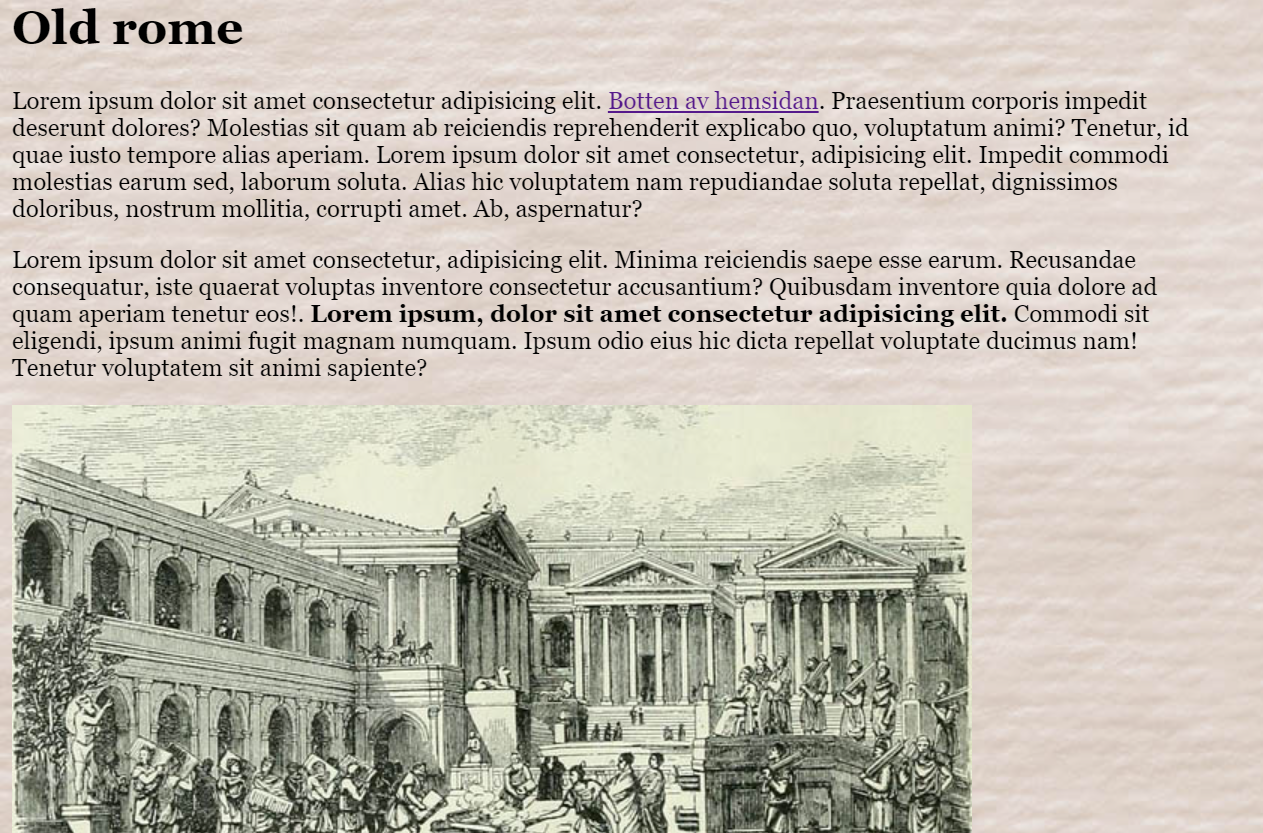 Old rome
Lorem ipsum dolor sit amet consectetur adipisicing elit. Botten av hemsidan. Praesentium corporis impedit
deserunt dolores? Molestias sit quam ab reiciendis reprehenderit explicabo quo, voluptatum animi? Tenetur, id
quae iusto tempore alias aperiam. Lorem ipsum dolor sit amet consectetur, adipisicing elit. Impedit commodi
molestias earum sed, laborum soluta. Alias hic voluptatem nam repudiandae soluta repellat, dignissimos
doloribus, nostrum mollitia, corrupti amet. Ab, aspernatur?
Lorem ipsum dolor sit amet consectetur, adipisicing elit. Minima reiciendis saepe esse earum. Recusandae
consequatur, iste quaerat voluptas inventore consectetur accusantium? Quibusdam inventore quia dolore ad
quam aperiam tenetur eos!. Lorem ipsum, dolor sit amet consectetur adipisicing elit. Commodi sit
eligendi, ipsum animi fugit magnam numquam. Ipsum odio eius hic dicta repellat voluptate ducimus nam!
Tenetur voluptatem sit animi sapiente?